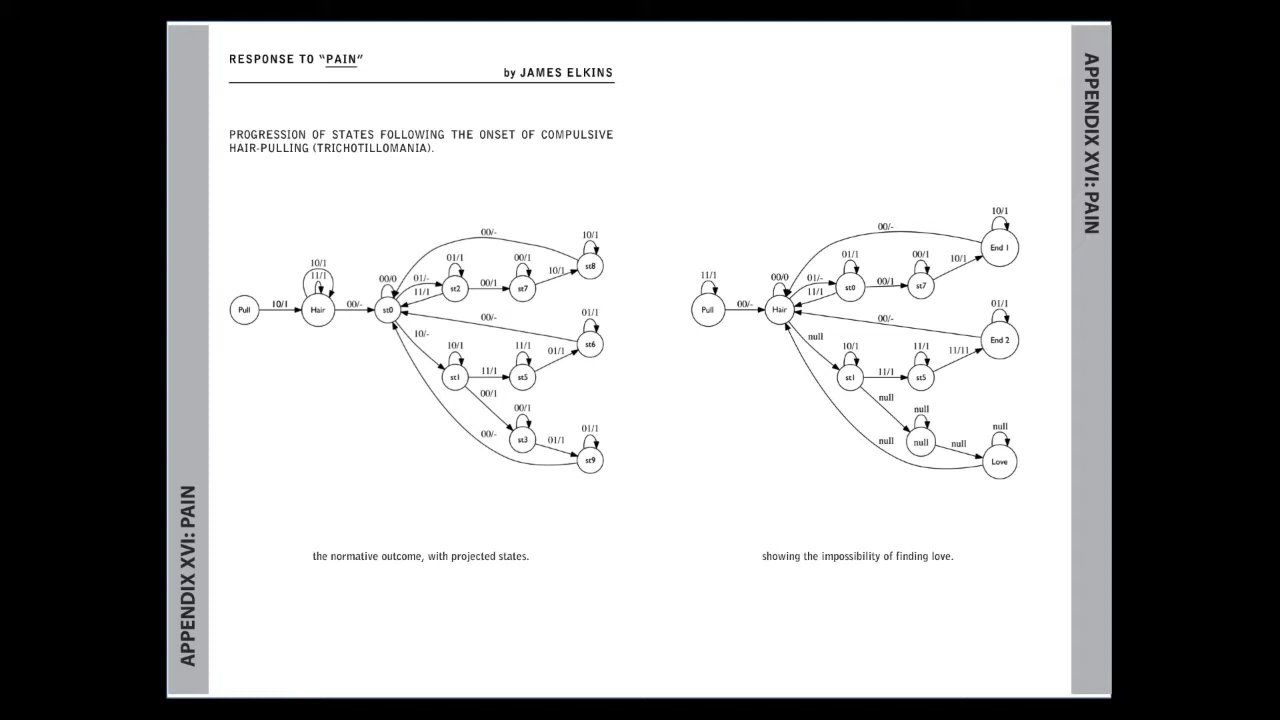 RESPONSE TO "PAIN"
by JAMES ELKINS
PROGRESSION OF STATES FOLLOWING THE ONSET OF COMPULSIVE
HAIR-PULLING (TRICHOTILLOMANIA).
00/-
10/1
st8
01/1
st2
00/1
00/1
st7
10/1
00/0
01/-
11/1
10/1
11/1
Pull
10/1
Hair
00/-
st0
00/-
01/1
st6
10/-
10/1
st1
11/1
11/1
st5
01/1
00/1
00/1
st3
01/1
01/1
st9
00/-
the normative outcome, with projected states.
00/-
10/1
End 1
01/1
st0
00/1
00/1
st7
10/1
00/0
01/-
11/1
11/1
Pull
00/-
Hair
00/-
01/1
End 2
null
10/1
st1
11/1
11/1
st5
11/11
null
null
null
null
null
Love
null
showing the impossibility of finding love.
APPENDIX XVI: PAIN
APPENDIX XVI: PAIN